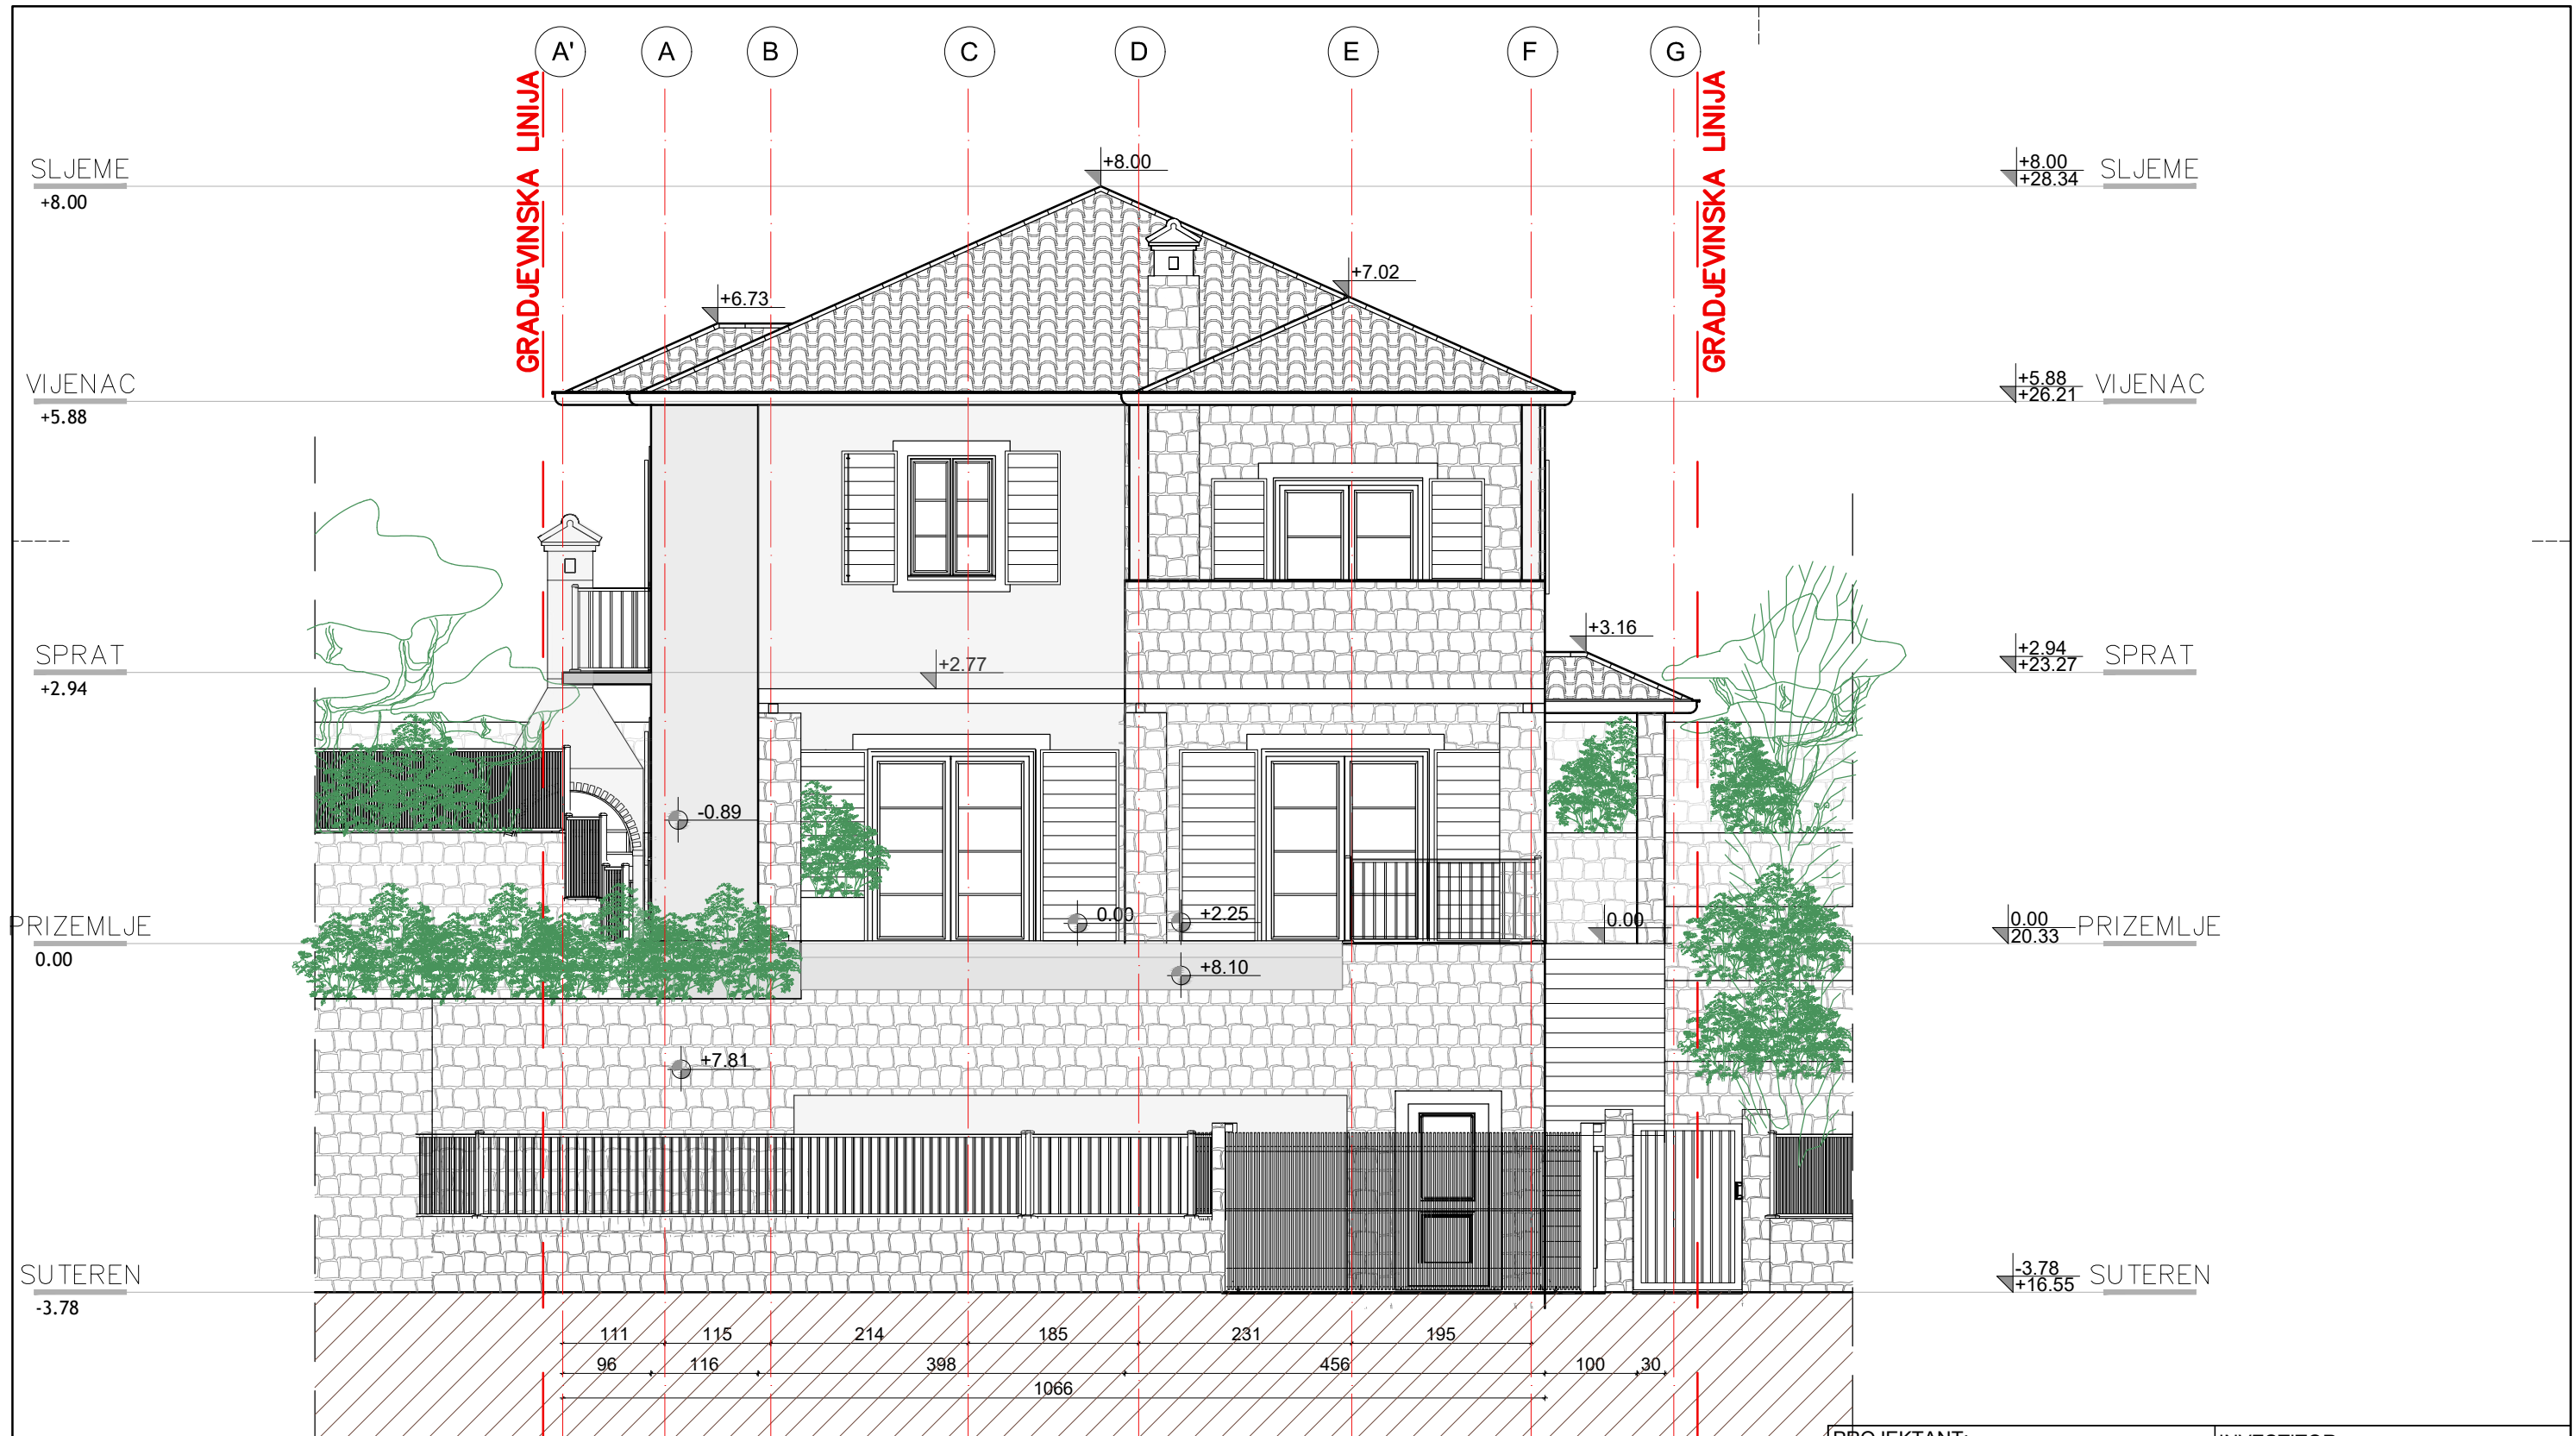 A' A B C D E F G
GRADJEVINSKA LINIJA
GRADJEVINSKA LINIJA
SLJEME
+8.00
+8.00
+8.00
+28.34
SLJEME
+7.02
+6.73
VIJENAC
+5.88
+5.88
+26.21
VIJENAC
+3.16
SPRAT
+2.94
+2.77
+2.94
+23.27
SPRAT
-0.89
PRIZEMLJE
0.00
0.00
+2.25
0.00
0.00
20.33
PRIZEMLJE
+8.10
+7.81
SUTEREN
-3.78
-3.78
+16.55
SUTEREN
111 115 214 185 231 195
96 116 398 456 100 30
1066